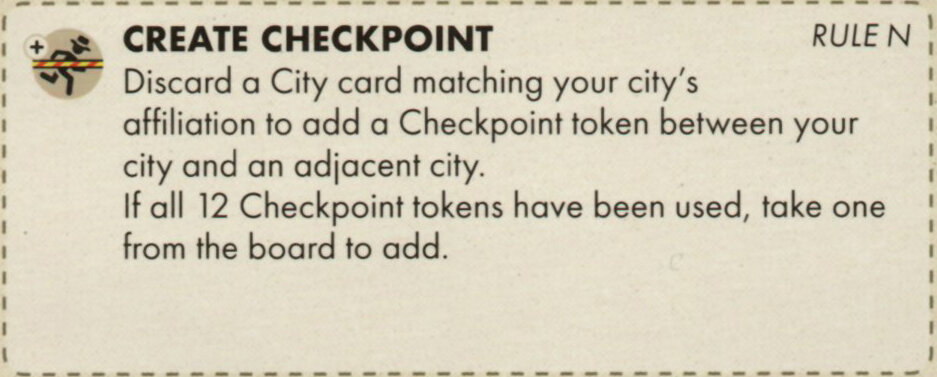 CREATE CHECKPOINT RULE N
Discard a City card matching your city's
affiliation to add a Checkpoint token between your
city and an adjacent city.
If all 12 Checkpoint tokens have been used, take one
from the board to add.